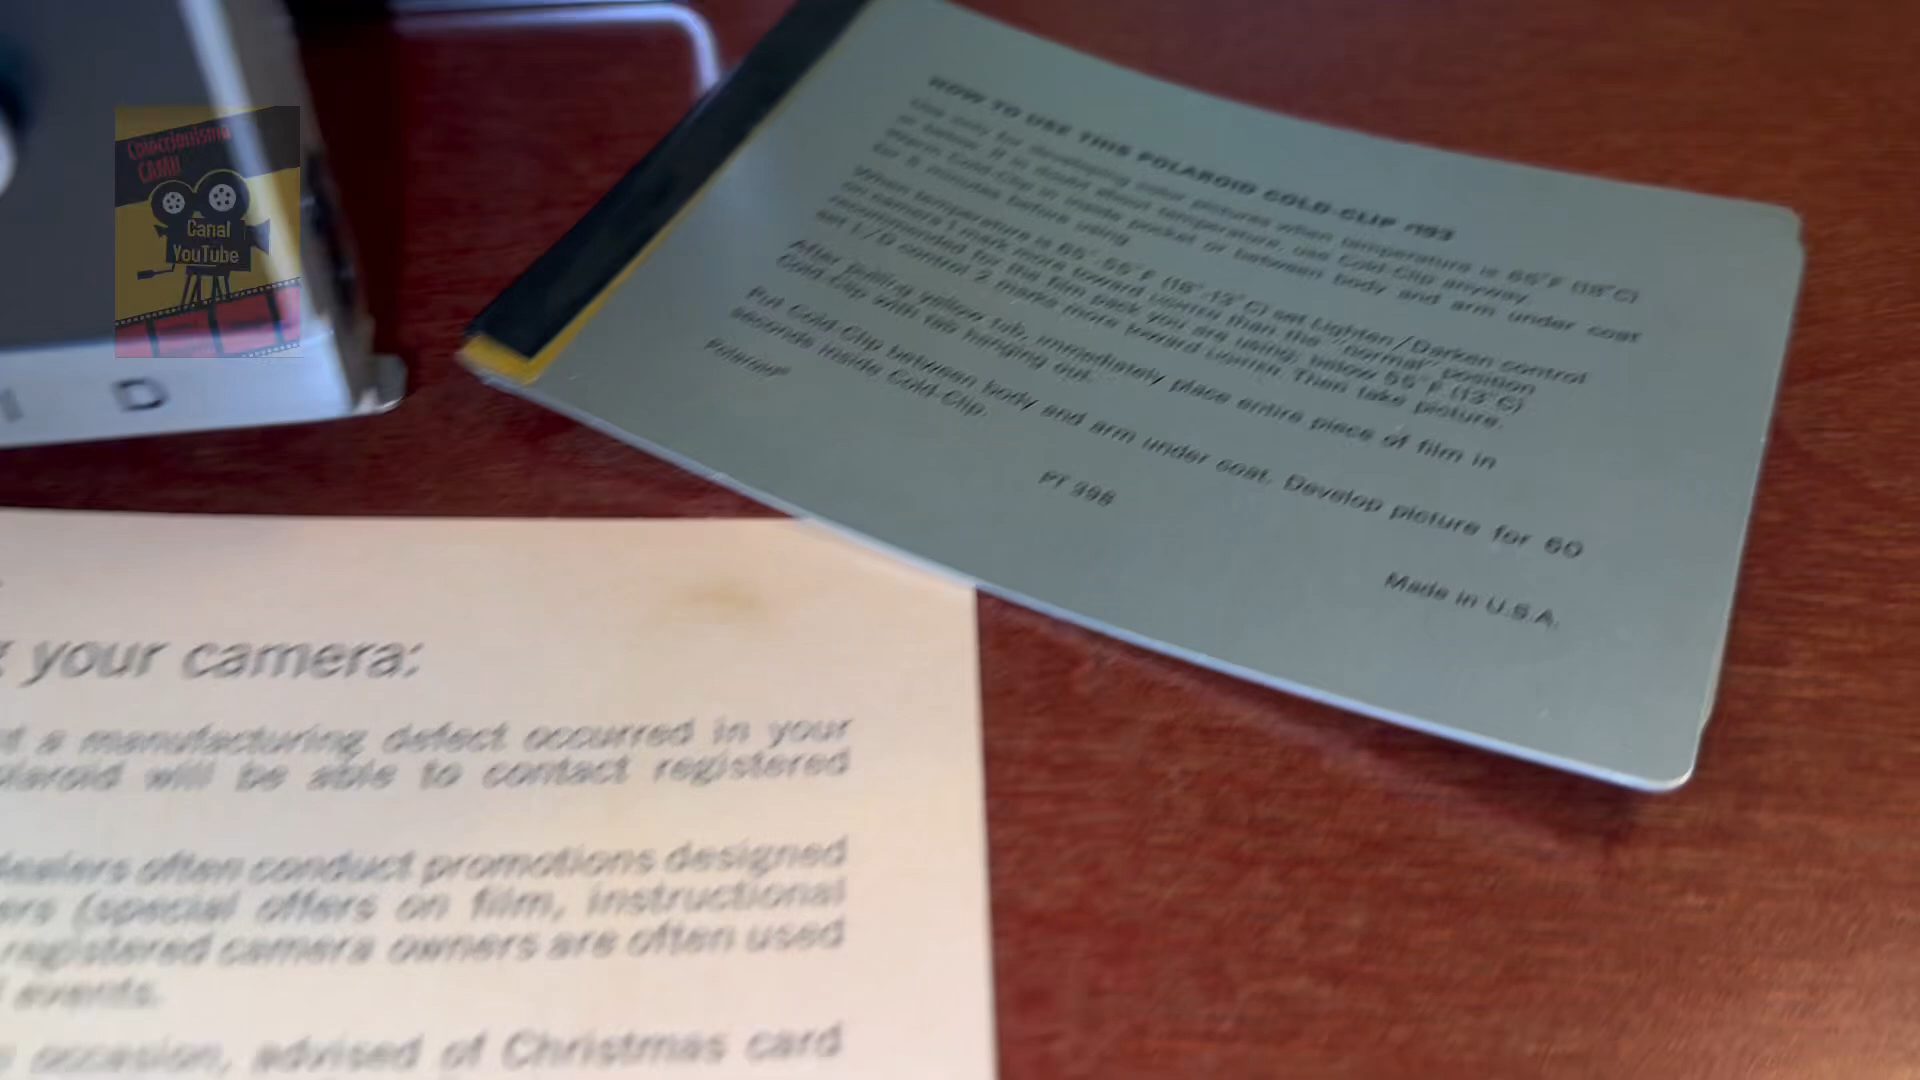 Conociouisme
CAMU
Canal
YouTube
I D
HOW TO USE THIS POLAROID COLD-CLIP #193
Use only for developing color pictures when temperature is 65°F (18°C)
or below. If in doubt about temperature, use Cold-Clip anyway.
Warm Cold-Clip in inside pocket or between body and arm under coat
for 5 minutes before using
When temperature is 65°-55°F (18°-13°C) set Lighten/Darken control
on camera 1 mark more toward LIGHTEN than the "normal" position
recommended for the film pack you are using; below 55°F (13°C)
set L/D control 2 marks more toward LIGHTEN. Then take picture.
After pulling yellow tab, immediately place entire piece of film in
Cold-Clip with tab hanging out.
Put Cold-Clip between body and arm under coat. Develop picture for 60
seconds inside Cold-Clip.
Polaroid®
PT 398
Made in U.S.A.
your camera:
a manufacturing defect occurred in your
will be able to contact registered
dealers often conduct promotions designed
(special offers on film, instructional
registered camera owners are often used
events.
occasion, advised of Christmas card